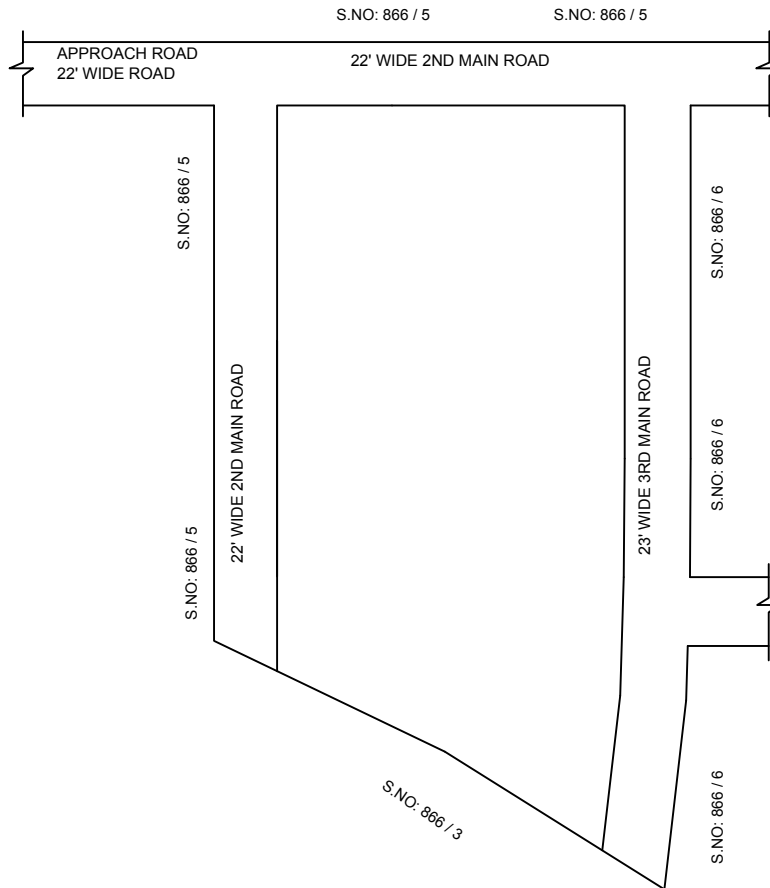 S.NO: 866 / 5
S.NO: 866 / 5
APPROACH ROAD
22' WIDE ROAD
22' WIDE 2ND MAIN ROAD
S.NO: 866 / 5
S.NO: 866 / 6
22' WIDE 2ND MAIN ROAD
23' WIDE 3RD MAIN ROAD
S.NO: 866 / 6
S.NO: 866 / 5
S.NO: 866 / 3
S.NO: 866 / 6